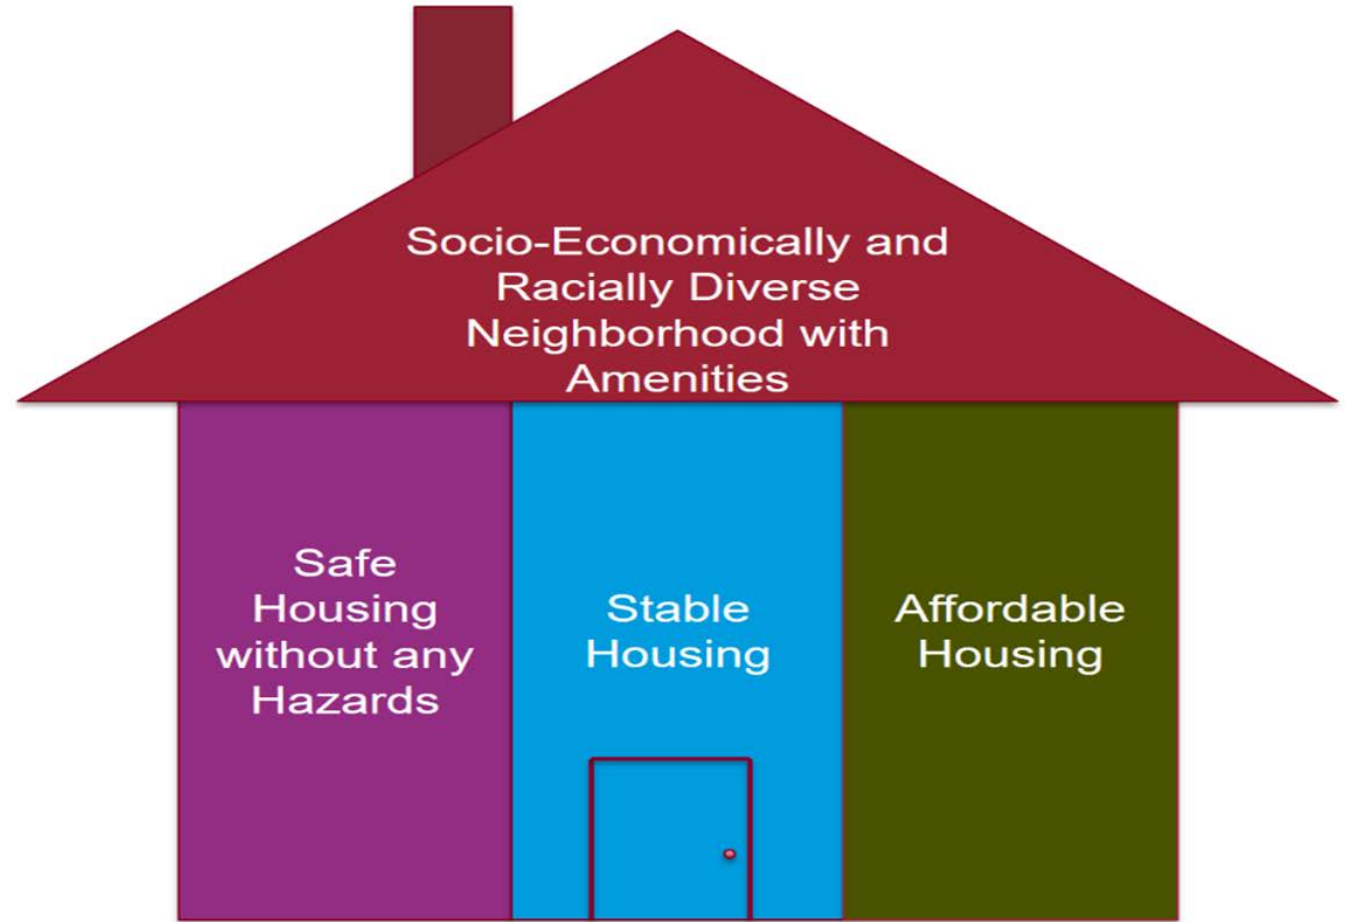 Socio-Economically and
Racially Diverse
Neighborhood with
Amenities
Safe
Housing
without any
Hazards
Stable
Housing
Affordable
Housing